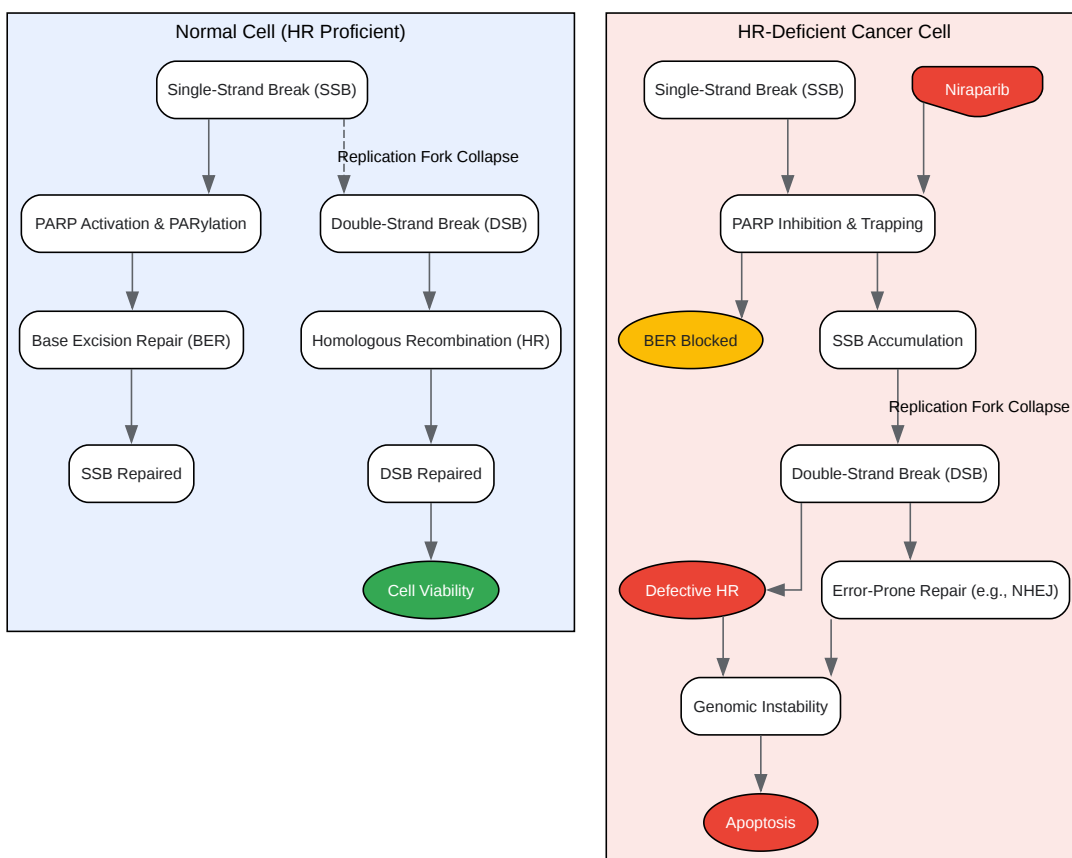 Normal Cell (HR Proficient)
Single-Strand Break (SSB)
Replication Fork Collapse
PARP Activation & PARylation
Double-Strand Break (DSB)
Base Excision Repair (BER)
Homologous Recombination (HR)
SSB Repaired
DSB Repaired
Cell Viability
HR-Deficient Cancer Cell
Single-Strand Break (SSB)
Niraparib
PARP Inhibition & Trapping
BER Blocked
SSB Accumulation
Replication Fork Collapse
Double-Strand Break (DSB)
Defective HR
Error-Prone Repair (e.g., NHEJ)
Genomic Instability
Apoptosis